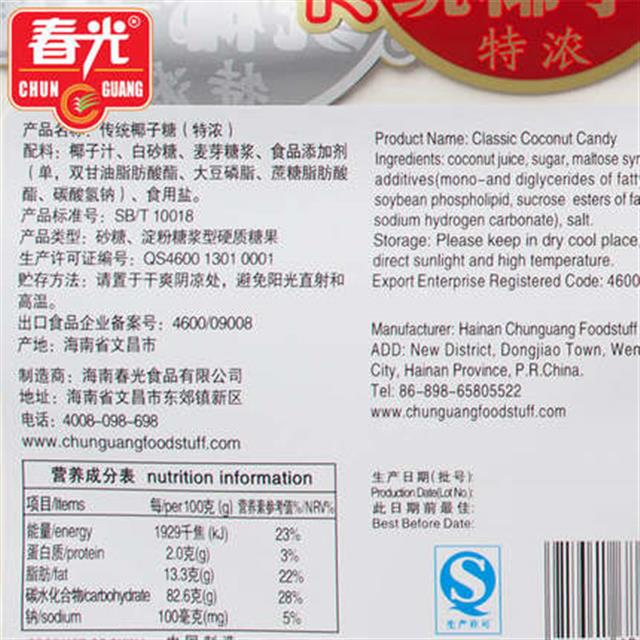 春光
CHUN GUANG
特浓
产品名称：传统椰子糖（特浓）
配料：椰子汁、白砂糖、麦芽糖浆、食品添加剂
（单，双甘油脂肪酸酯、大豆磷脂、蔗糖脂肪酸
酯、碳酸氢钠）、食用盐。
产品标准号：SB/T 10018
产品类型：砂糖、淀粉糖浆型硬质糖果
生产许可证编号：QS4600 1301 0001
贮存方法：请置于干爽阴凉处，避免阳光直射和
高温。
出口食品企业备案号：4600/09008
产地：海南省文昌市
制造商：海南春光食品有限公司
地址：海南省文昌市东郊镇新区
电话：4008-098-698
www.chunguangfoodstuff.com
Product Name: Classic Coconut Candy
Ingredients: coconut juice, sugar, maltose
additives(mono-and diglycerides of
soybean phospholipid, sucrose esters of
sodium hydrogen carbonate), salt.
Storage: Please keep in dry cool place,
direct sunlight and high temperature.
Export Enterprise Registered Code: 4600
Manufacturer: Hainan Chunguang Foodstuff
ADD: New District, Dongjiao Town,
City, Hainan Province, P.R.China.
Tel: 86-898-65805522
www.chunguangfoodstuff.com
营养成分表 nutrition information
项目/Items 每/per100克 (g) 营养素参考值%/NRV%
能量/energy 1929千焦 (kJ) 23%
蛋白质/protein 2.0克(g) 3%
脂肪/fat 13.3克(g) 22%
碳水化合物/carbohydrate 82.6克(g) 28%
钠/sodium 100毫克(mg) 5%
生产日期(批号):
Production Date(Lot No.):
此日期前最佳:
Best Before Date:
生产许可